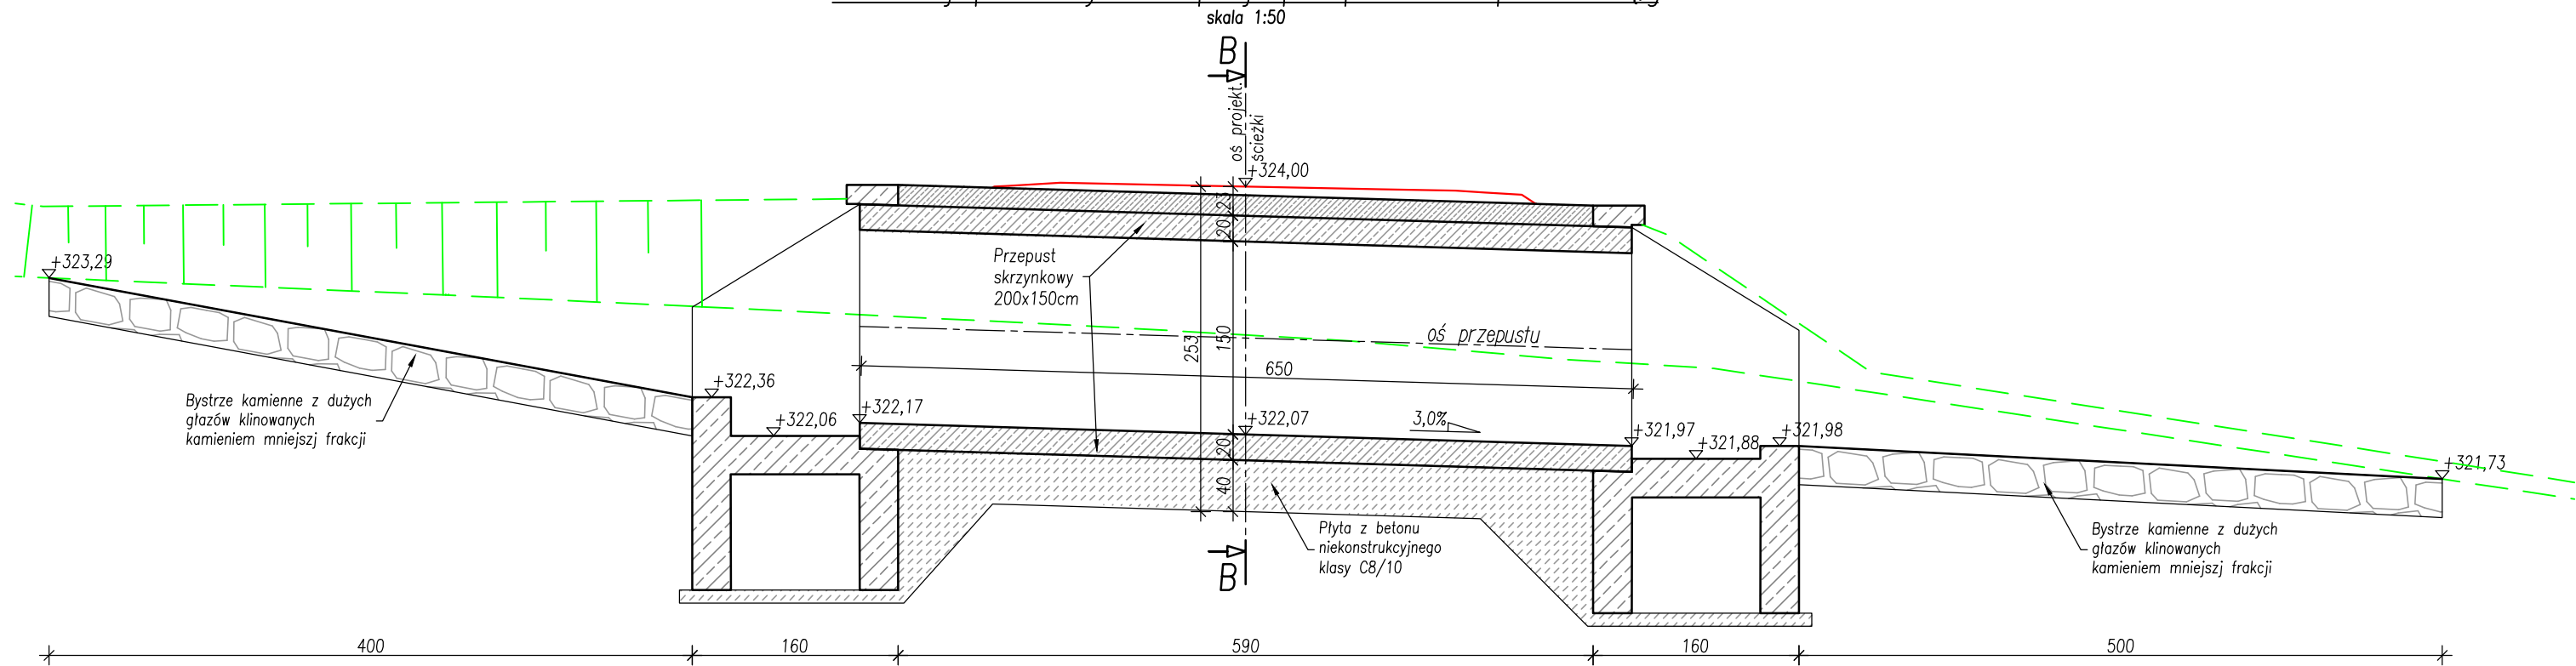 skala 1:50
B
oś projekt.
ścieżki
+324,00
23
20
+323,29
Przepust
skrzynkowy
200x150cm
150
253
oś przepustu
650
+322,36
+322,06
+322,17
+322,07
3,0%
+321,97
+321,88
+321,98
+321,73
20
40
Bystrze kamienne z dużych
głazów klinowanych
kamieniem mniejszj frakcji
Płyta z betonu
niekonstrukcyjnego
klasy C8/10
Bystrze kamienne z dużych
głazów klinowanych
kamieniem mniejszj frakcji
B
400
160
590
160
500